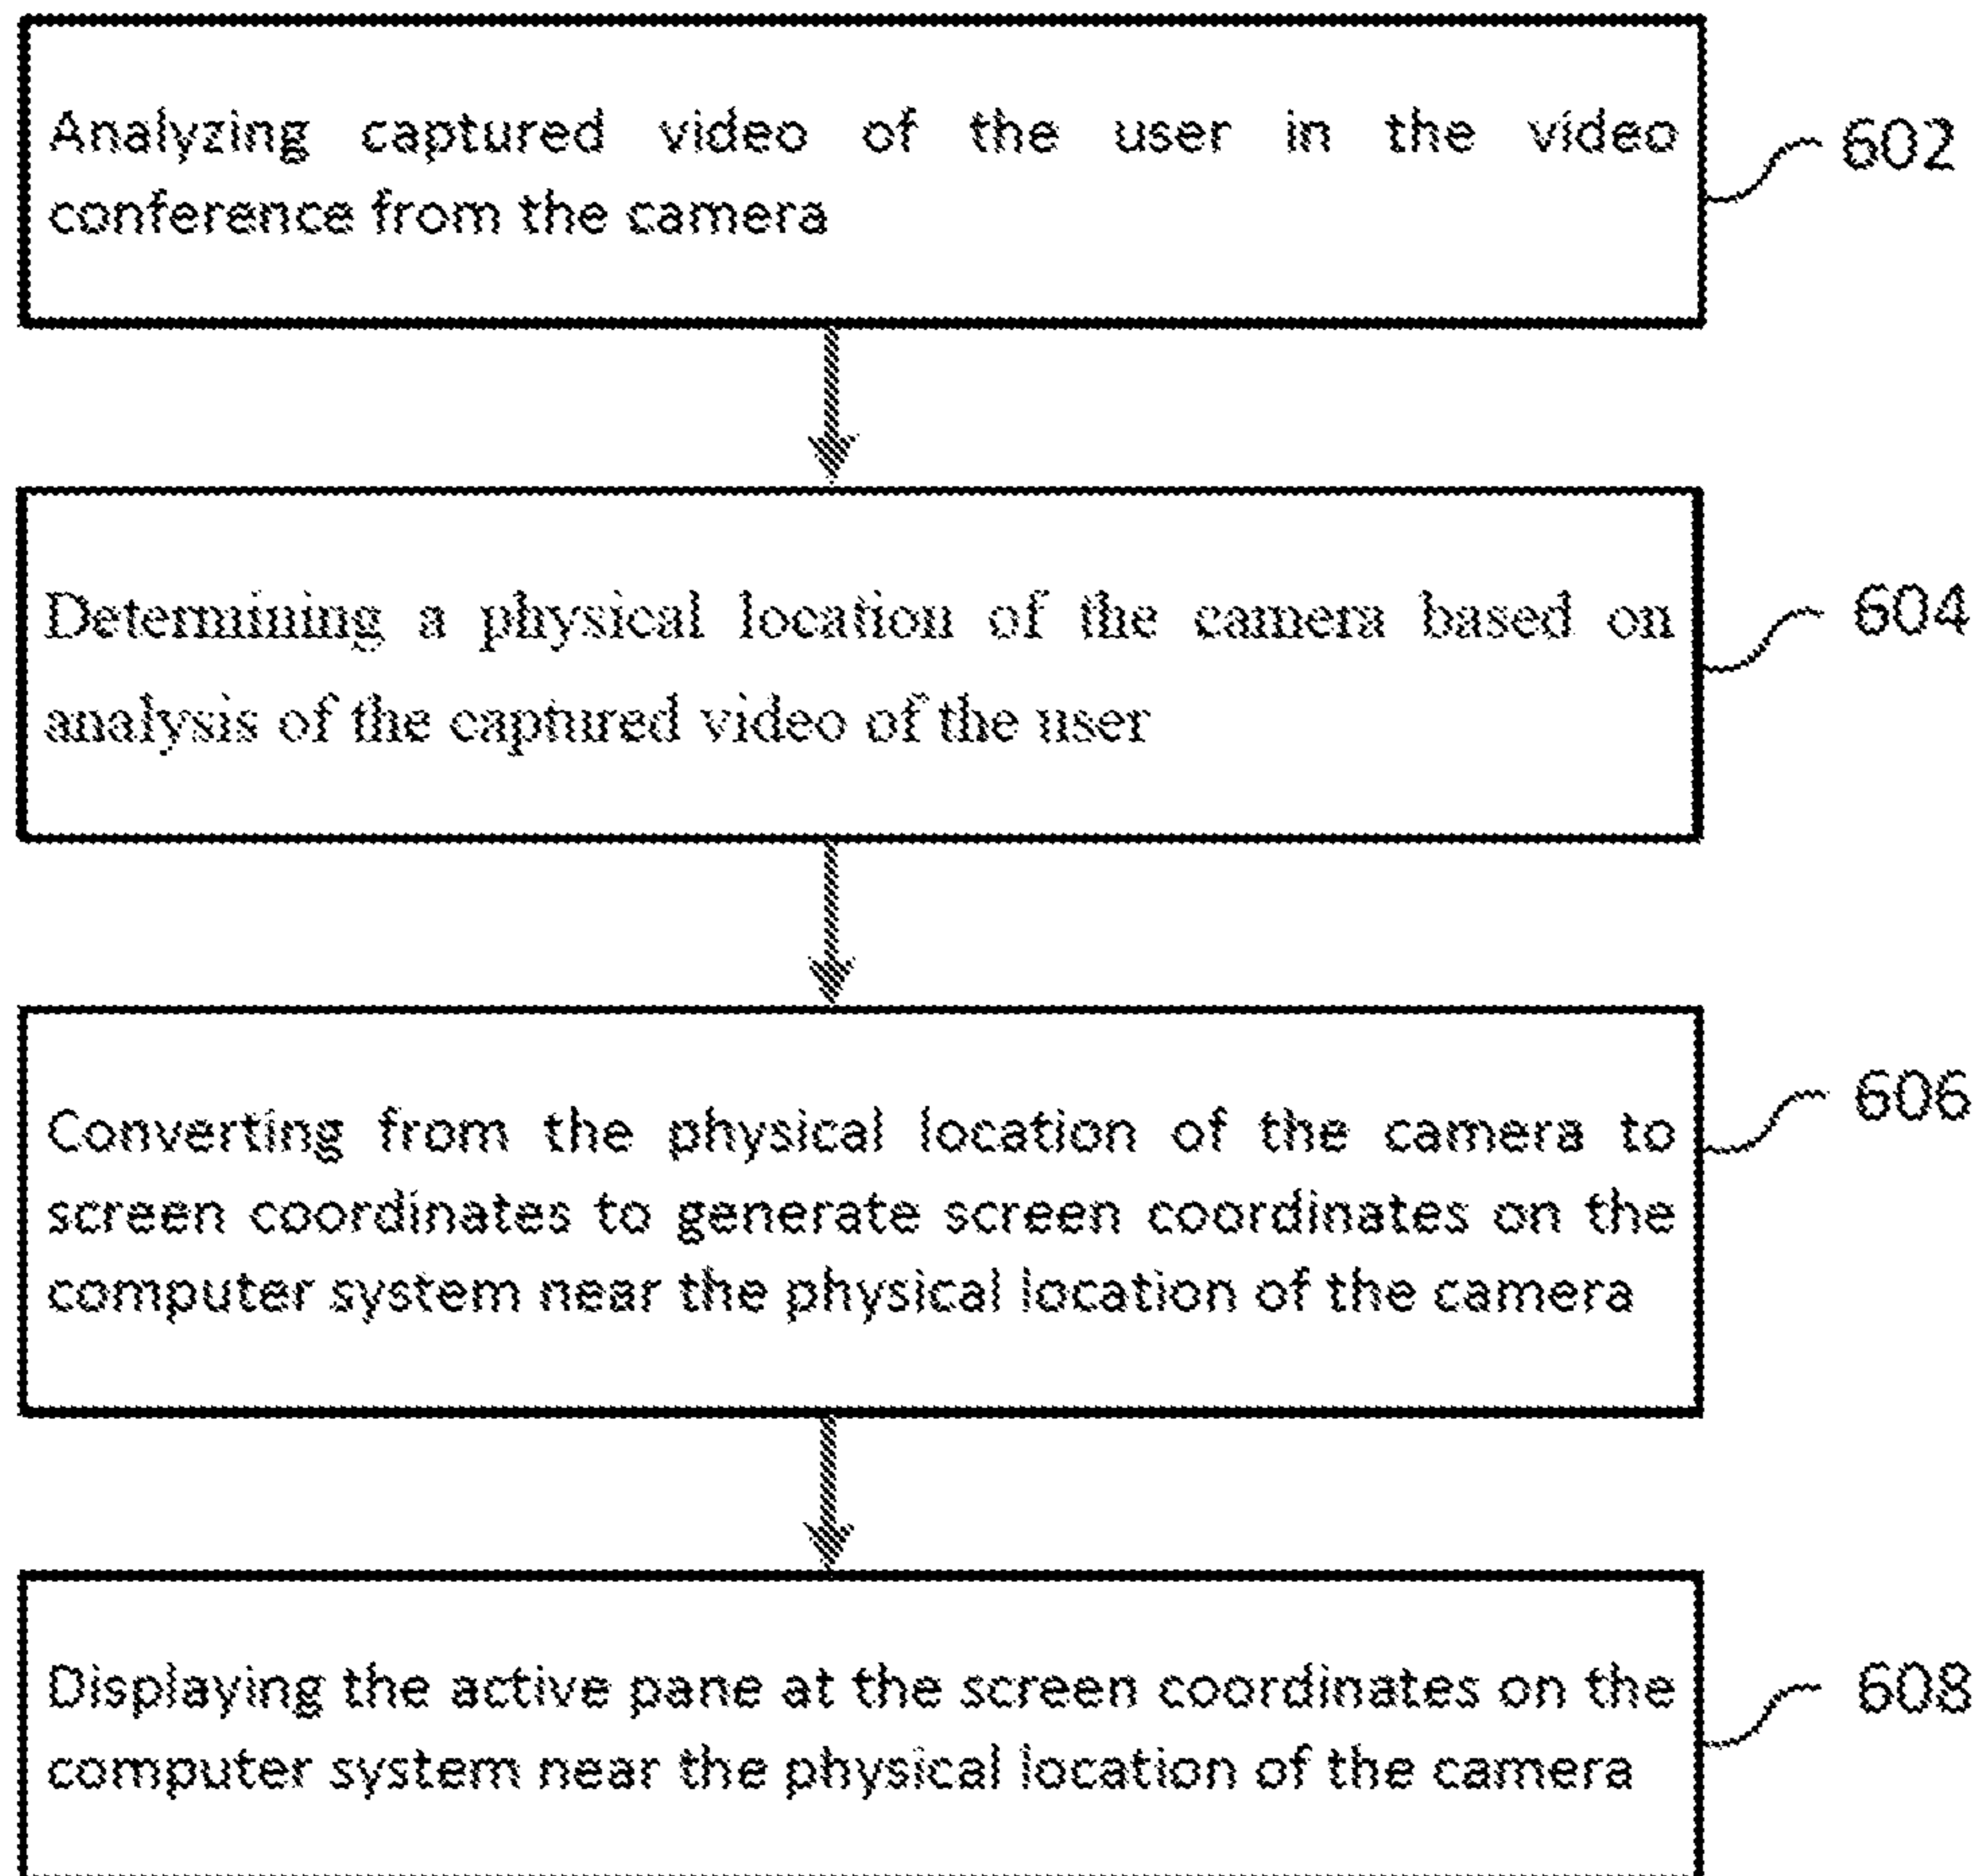 Analyzing captured video of the user in the video
602
conference from the camera
Determining a physical location of the camera based on
604
analysis of the captured video of the user
Converting from the physical location of the camera to
606
screen coordinates to generate screen coordinates on the
computer system near the physical location of the camera
Displaying the active pane at the screen coordinates on the
608
computer system near the physical location of the camera